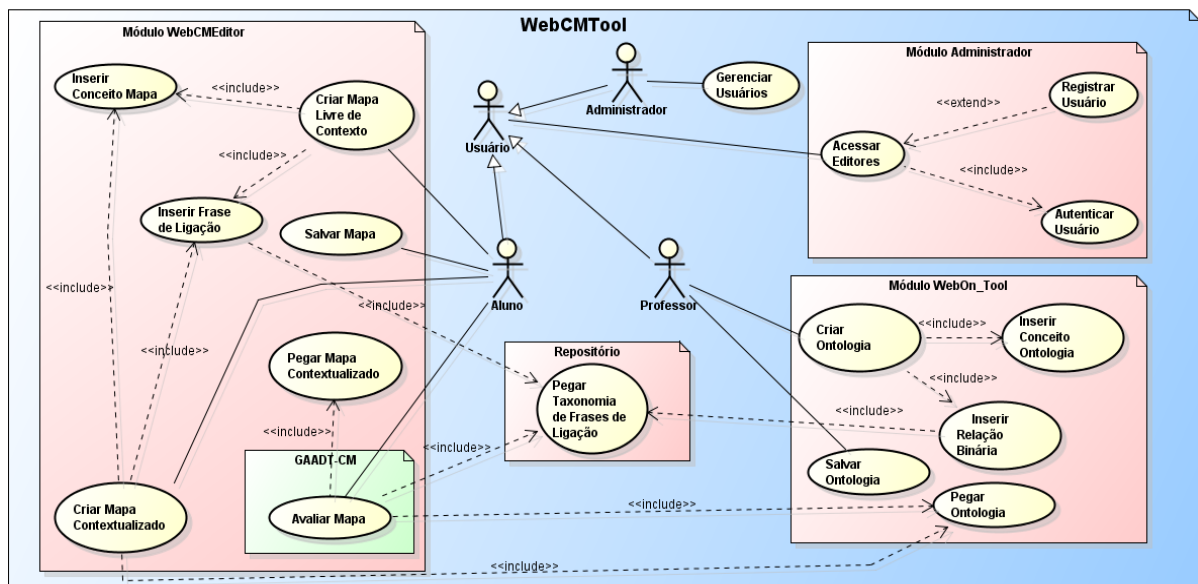 WebCMTool
Módulo WebCMEditor
Inserir
Conceito Mapa
<<include>>
Criar Mapa
Livre de
Contexto
<<include>>
Inserir Frase
de Ligação
Salvar Mapa
<<include>>
<<include>>
<<include>>
Pegar Mapa
Contextualizado
<<include>>
GAADT-CM
Avaliar Mapa
Criar Mapa
Contextualizado
Usuário
Administrador
Gerenciar
Usuários
Aluno
Professor
Repositório
Pegar
Taxonomia
de Frases de
Ligação
<<include>>
<<include>>
<<include>>
Módulo Administrador
Registrar
Usuário
<<extend>>
Acessar
Editores
<<include>>
Autenticar
Usuário
Módulo WebOn_Tool
Criar
Ontologia
<<include>>
Inserir
Conceito
Ontologia
<<include>>
<<include>>
Inserir
Relação
Binária
Salvar
Ontologia
Pegar
Ontologia
<<include>>